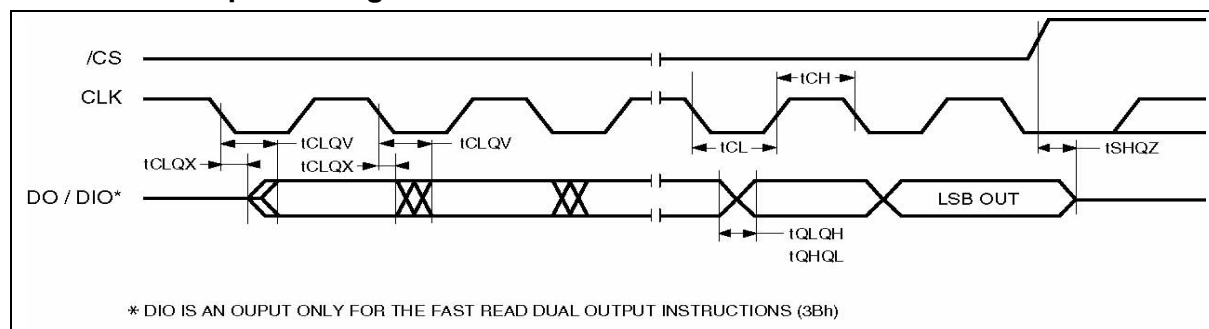 /CS
CLK
tCH
tCLQV
tCLQV
tCL
tSHQZ
tCLQX
tCLQX
DO / DIO*
LSB OUT
tQLQH
tQHQL
* DIO IS AN OUPUT ONLY FOR THE FAST READ DUAL OUTPUT INSTRUCTIONS (3Bh)